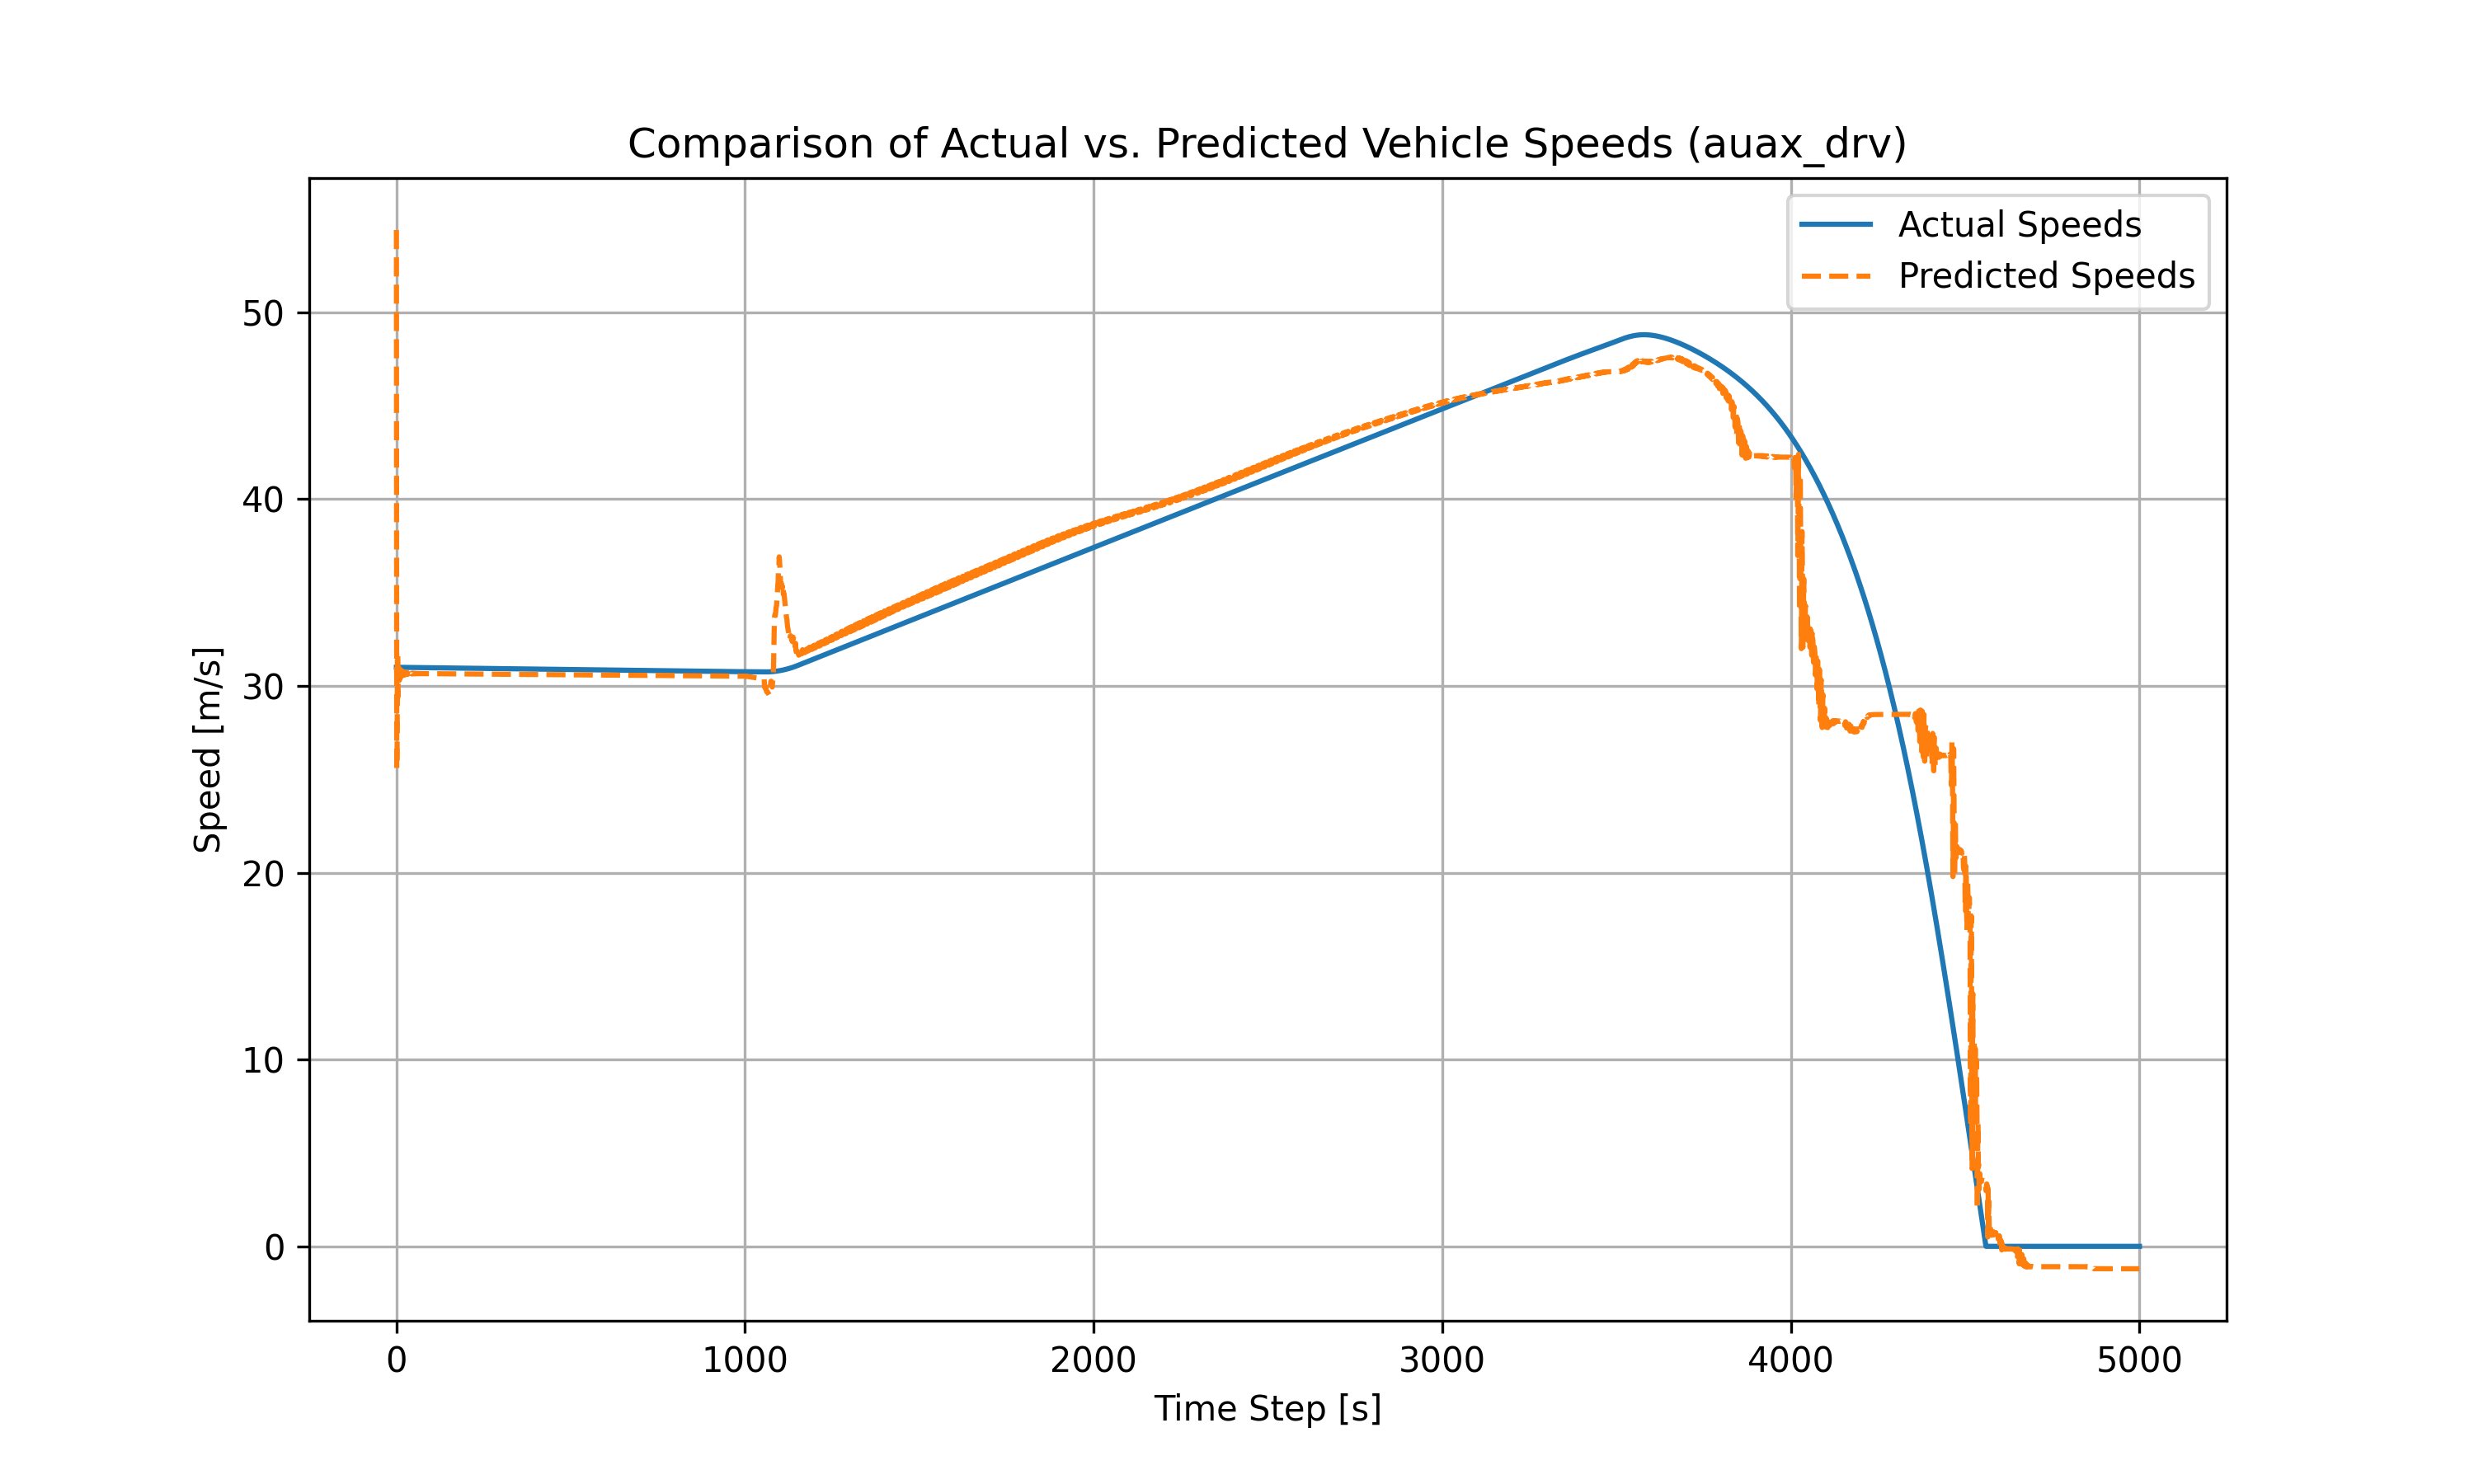 Comparison of Actual vs. Predicted Vehicle Speeds (auax_drv)
Actual Speeds
Predicted Speeds
Speed [m/s]
50
40
30
20
10
0
0 1000 2000 3000 4000 5000
Time Step [s]